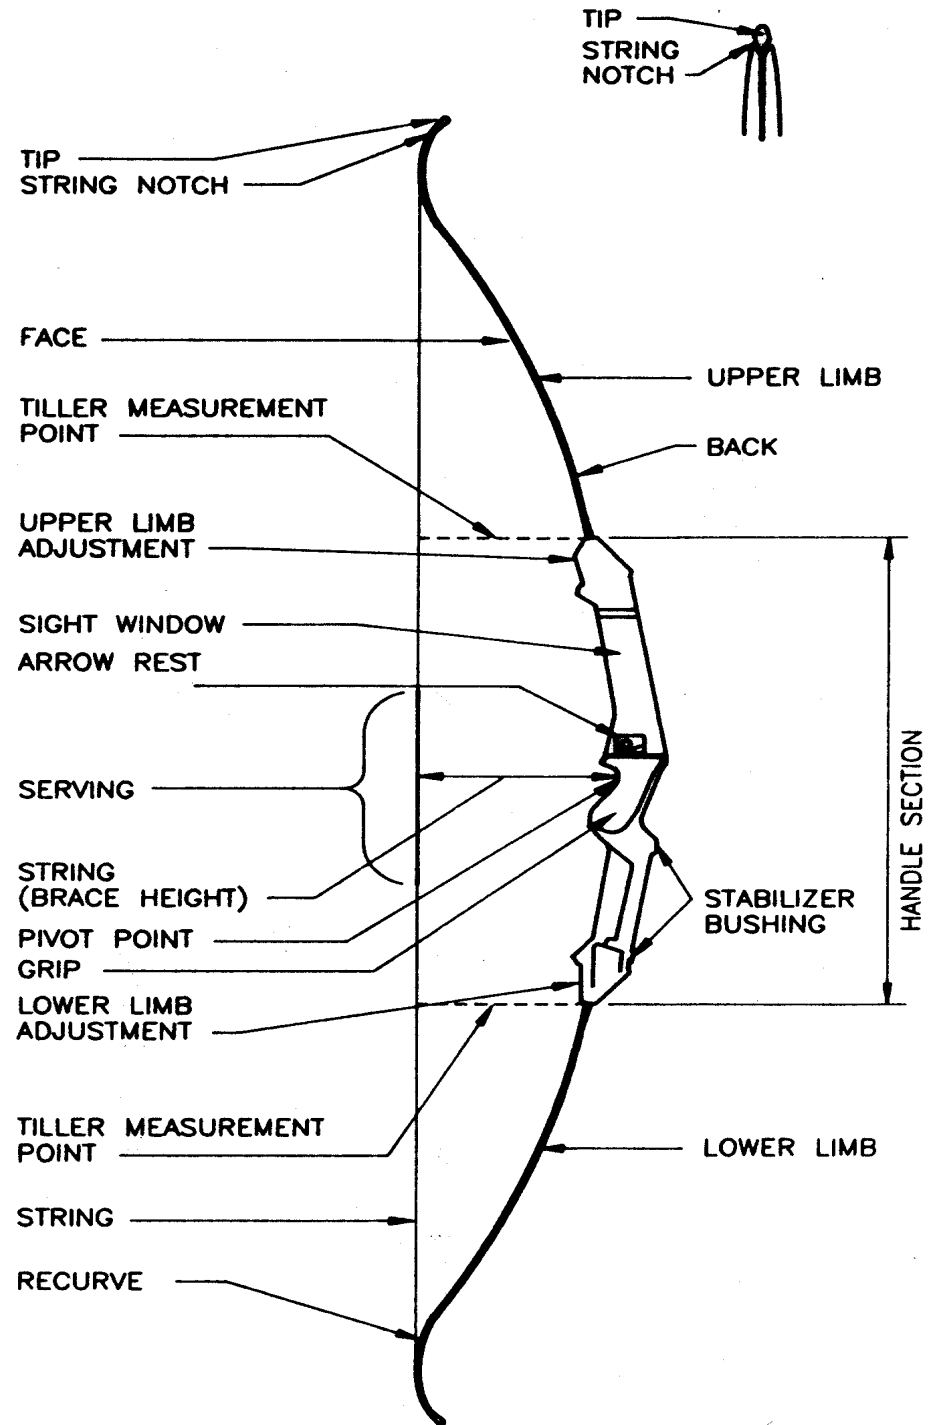 TIP
STRING
NOTCH
TIP
STRING NOTCH
FACE
UPPER LIMB
TILLER MEASUREMENT
POINT
BACK
UPPER LIMB
ADJUSTMENT
SIGHT WINDOW
ARROW REST
SERVING
HANDLE SECTION
STRING
(BRACE HEIGHT)
STABILIZER
BUSHING
PIVOT POINT
GRIP
LOWER LIMB
ADJUSTMENT
TILLER MEASUREMENT
POINT
LOWER LIMB
STRING
RECURVE